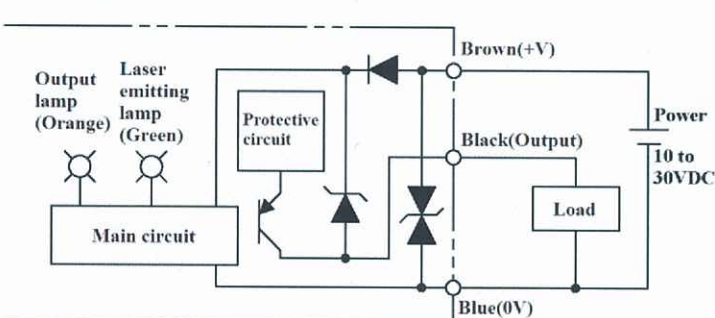 Brown(+V)
Output
lamp
(Orange)
Laser
emitting
lamp
(Green)
Protective
circuit
Power
Black(Output)
10 to
30VDC
Load
Main circuit
Blue(0V)